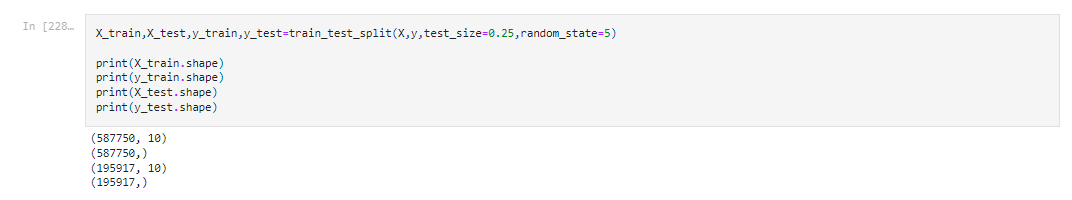 In [228…
X_train,X_test,y_train,y_test=train_test_split(X,y,test_size=0.25,random_state=5)
print(X_train.shape)
print(y_train.shape)
print(X_test.shape)
print(y_test.shape)
(587750, 10)
(587750,)
(195917, 10)
(195917,)